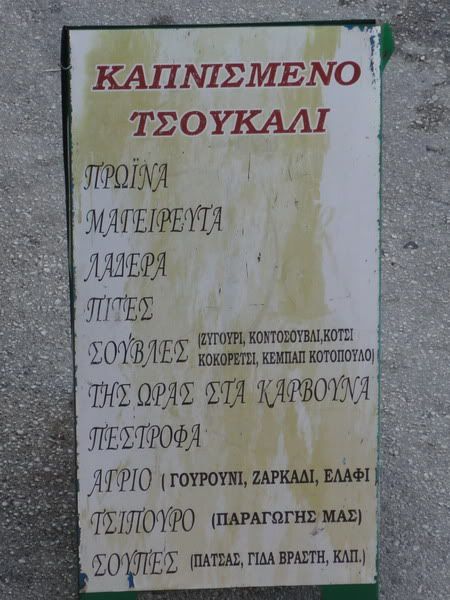 ΚΑΠΝΙΣΜΕΝΟ
ΤΣΟΥΚΑΛΙ
ΠΡΩΪΝΑ
ΜΑΓΕΙΡΕΥΤΑ
ΛΑΔΕΡΑ
ΠΙΤΕΣ
ΣΟΥΒΛΕΣ (ΖΥΓΟΥΡΙ, ΚΟΝΤΟΣΟΥΒΛΙ,ΚΟΤΣΙ
ΚΟΚΟΡΕΤΣΙ, ΚΕΜΠΑΠ ΚΟΤΟΠΟΥΛΟ)
ΤΗΣ ΩΡΑΣ ΣΤΑ ΚΑΡΒΟΥΝΑ
ΠΕΣΤΡΟΦΑ
ΑΓΡΙΟ ( ΓΟΥΡΟΥΝΙ, ΖΑΡΚΑΔΙ, ΕΛΑΦΙ )
ΤΣΙΠΟΥΡΟ (ΠΑΡΑΓΩΓΗΣ ΜΑΣ)
ΣΟΥΠΕΣ (ΠΑΤΣΑΣ, ΓΙΔΑ ΒΡΑΣΤΗ, ΚΛΠ.)